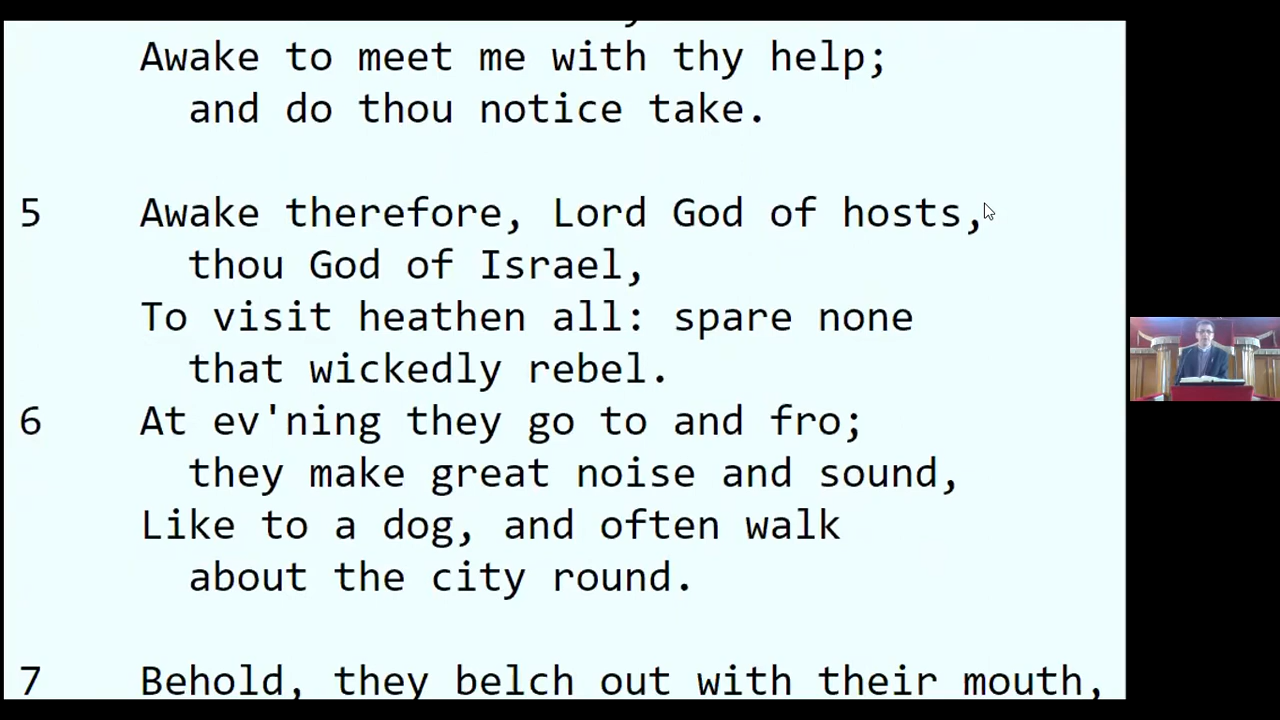 Awake to meet me with thy help;
and do thou notice take.
5 Awake therefore, Lord God of hosts,
thou God of Israel,
To visit heathen all: spare none
that wickedly rebel.
6 At ev'ning they go to and fro;
they make great noise and sound,
Like to a dog, and often walk
about the city round.
7 Behold, they belch out with their mouth,